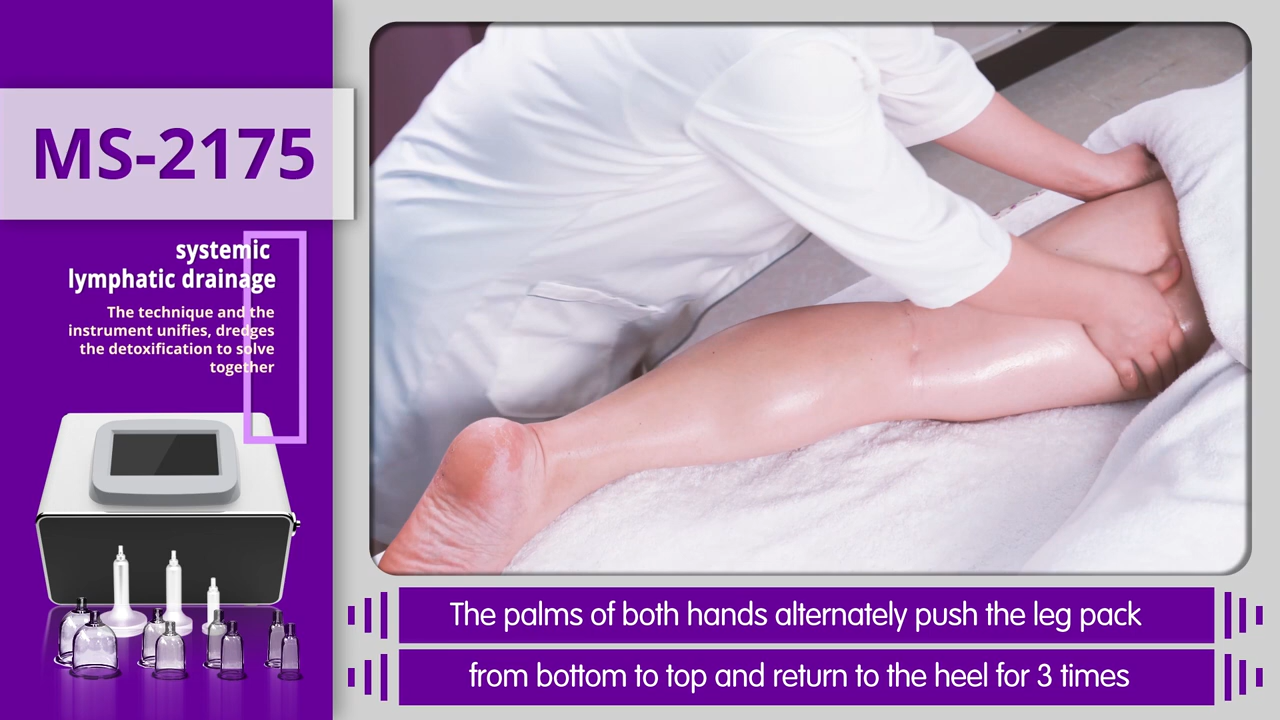 MS-2175
systemic
lymphatic drainage
The technique and the
instrument unifies, dredges
the detoxification to solve
together
The palms of both hands alternately push the leg pack
from bottom to top and return to the heel for 3 times